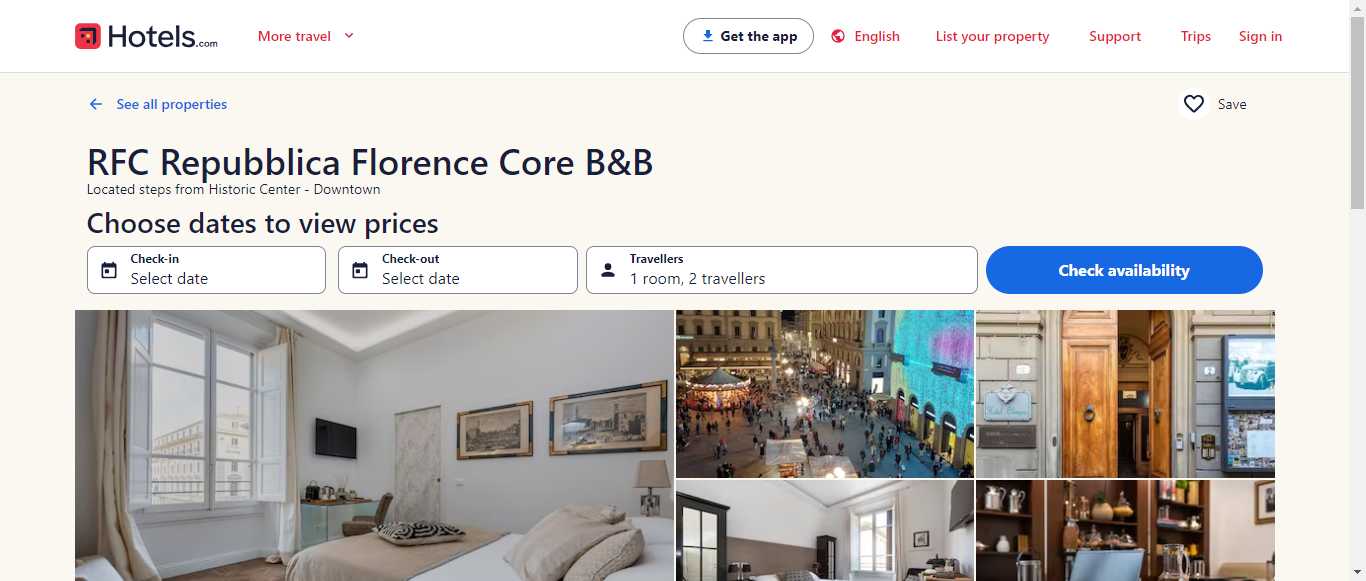 Hotels.com
More travel
Get the app
English
List your property
Support
Trips
Sign in
See all properties
Save
RFC Repubblica Florence Core B&B
Located steps from Historic Center - Downtown
Choose dates to view prices
Check-in
Select date
Check-out
Select date
Travellers
1 room, 2 travellers
Check availability